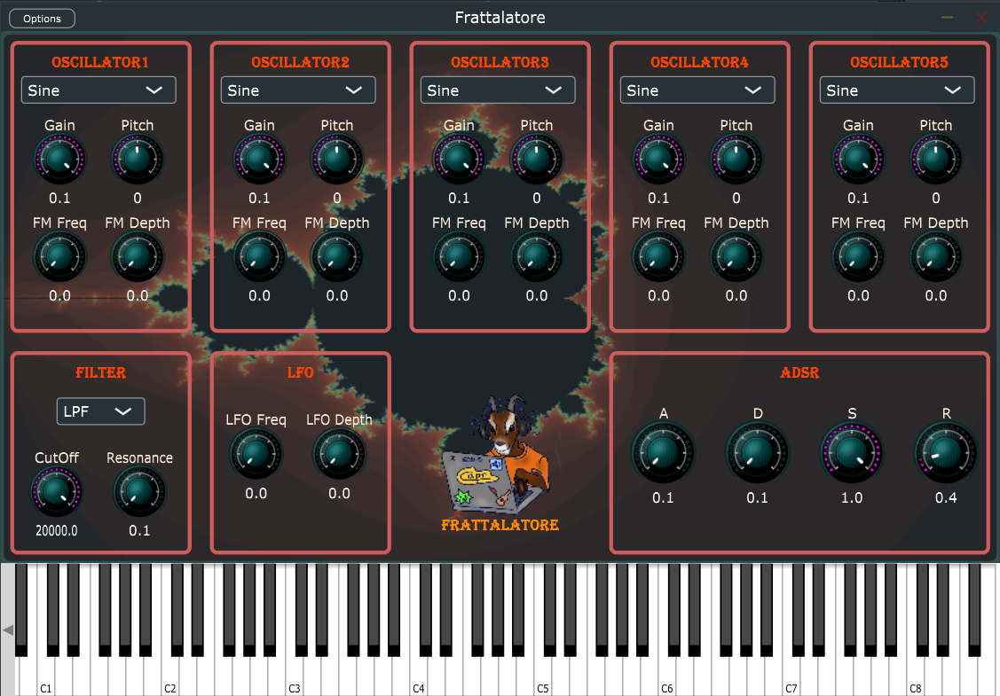 Options
Frattalatore
OSCILLATOR1 OSCILLATOR2 OSCILLATOR3 OSCILLATOR4 OSCILLATOR5
Sine Sine Sine Sine Sine
Gain Pitch Gain Pitch Gain Pitch Gain Pitch Gain Pitch
0.1 0 0.1 0 0.1 0 0.1 0 0.1 0
FM Freq FM Depth FM Freq FM Depth FM Freq FM Depth FM Freq FM Depth FM Freq FM Depth
0.0 0.0 0.0 0.0 0.0 0.0 0.0 0.0 0.0 0.0
FILTER LFO ADSR
LPF
LFO Freq LFO Depth
A D S R
CutOff Resonance
0.0 0.0
0.1 0.1 1.0 0.4
20000.0 0.1
capr
FRATTALATORE
C1 C2 C3 C4 C5 C6 C7 C8